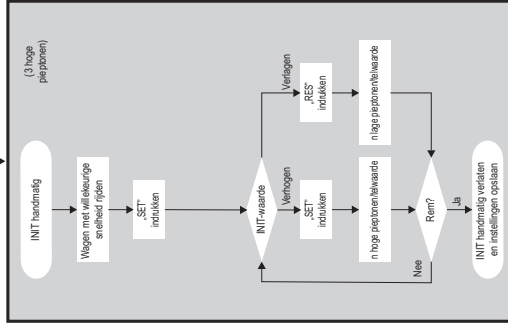 (3 hoge
pieptonen)
INIT handmatig
Wagen met willekeurige
snelheid rijden
„SET“
indrukken
INIT-waarde
Verhogen
Verlagen
„SET“
indrukken
„RES“
indrukken
n hoge pieptonen/telwaarde
n lage pieptonen/telwaarde
Rem?
Nee
Ja
INIT handmatig verlaten
en instellingen opslaan